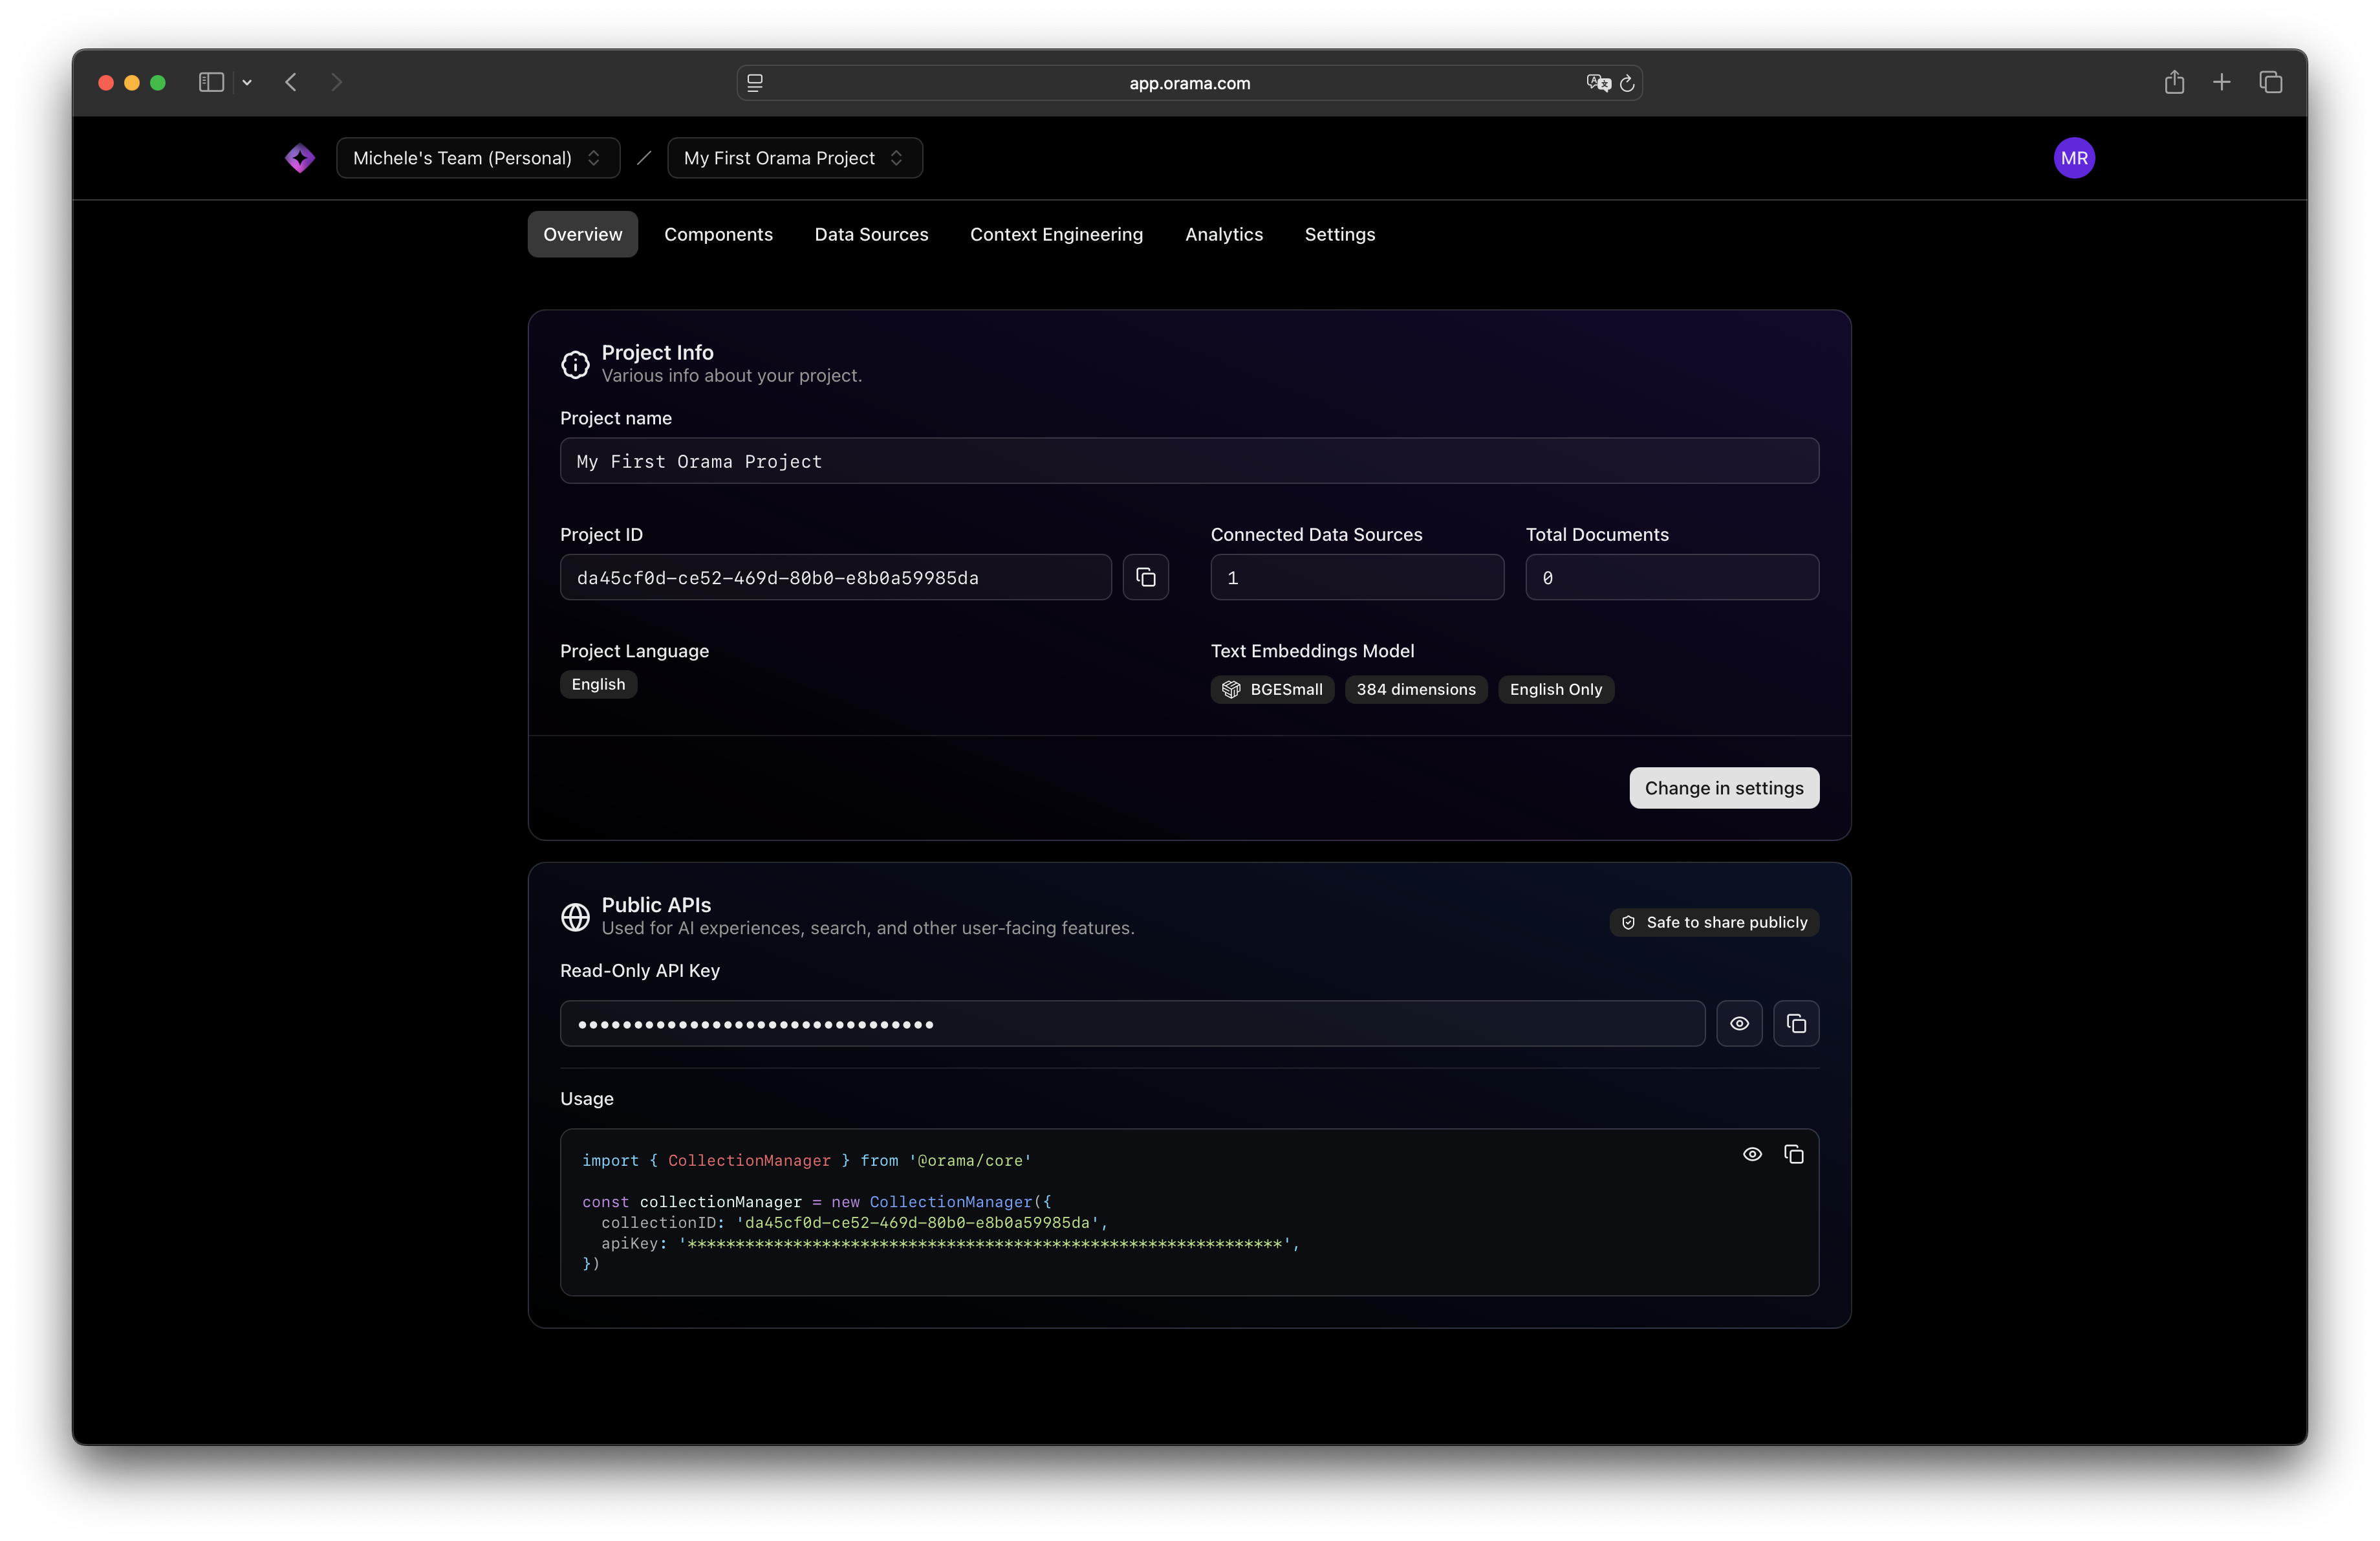 app.orama.com
Michele's Team (Personal) / My First Orama Project MR
Overview Components Data Sources Context Engineering Analytics Settings
Project Info
Various info about your project.
Project name
My First Orama Project
Project ID Connected Data Sources Total Documents
da45cf0d-ce52-469d-80b0-e8b0a59985da 1 0
Project Language Text Embeddings Model
English BGESmall 384 dimensions English Only
Change in settings
Public APIs
Used for AI experiences, search, and other user-facing features.
Safe to share publicly
Read-Only API Key
••••••••••••••••••••••••••••••••
Usage
import { CollectionManager } from '@orama/core'
const collectionManager = new CollectionManager({
collectionID: 'da45cf0d-ce52-469d-80b0-e8b0a59985da',
apiKey: '**************************************************************',
})